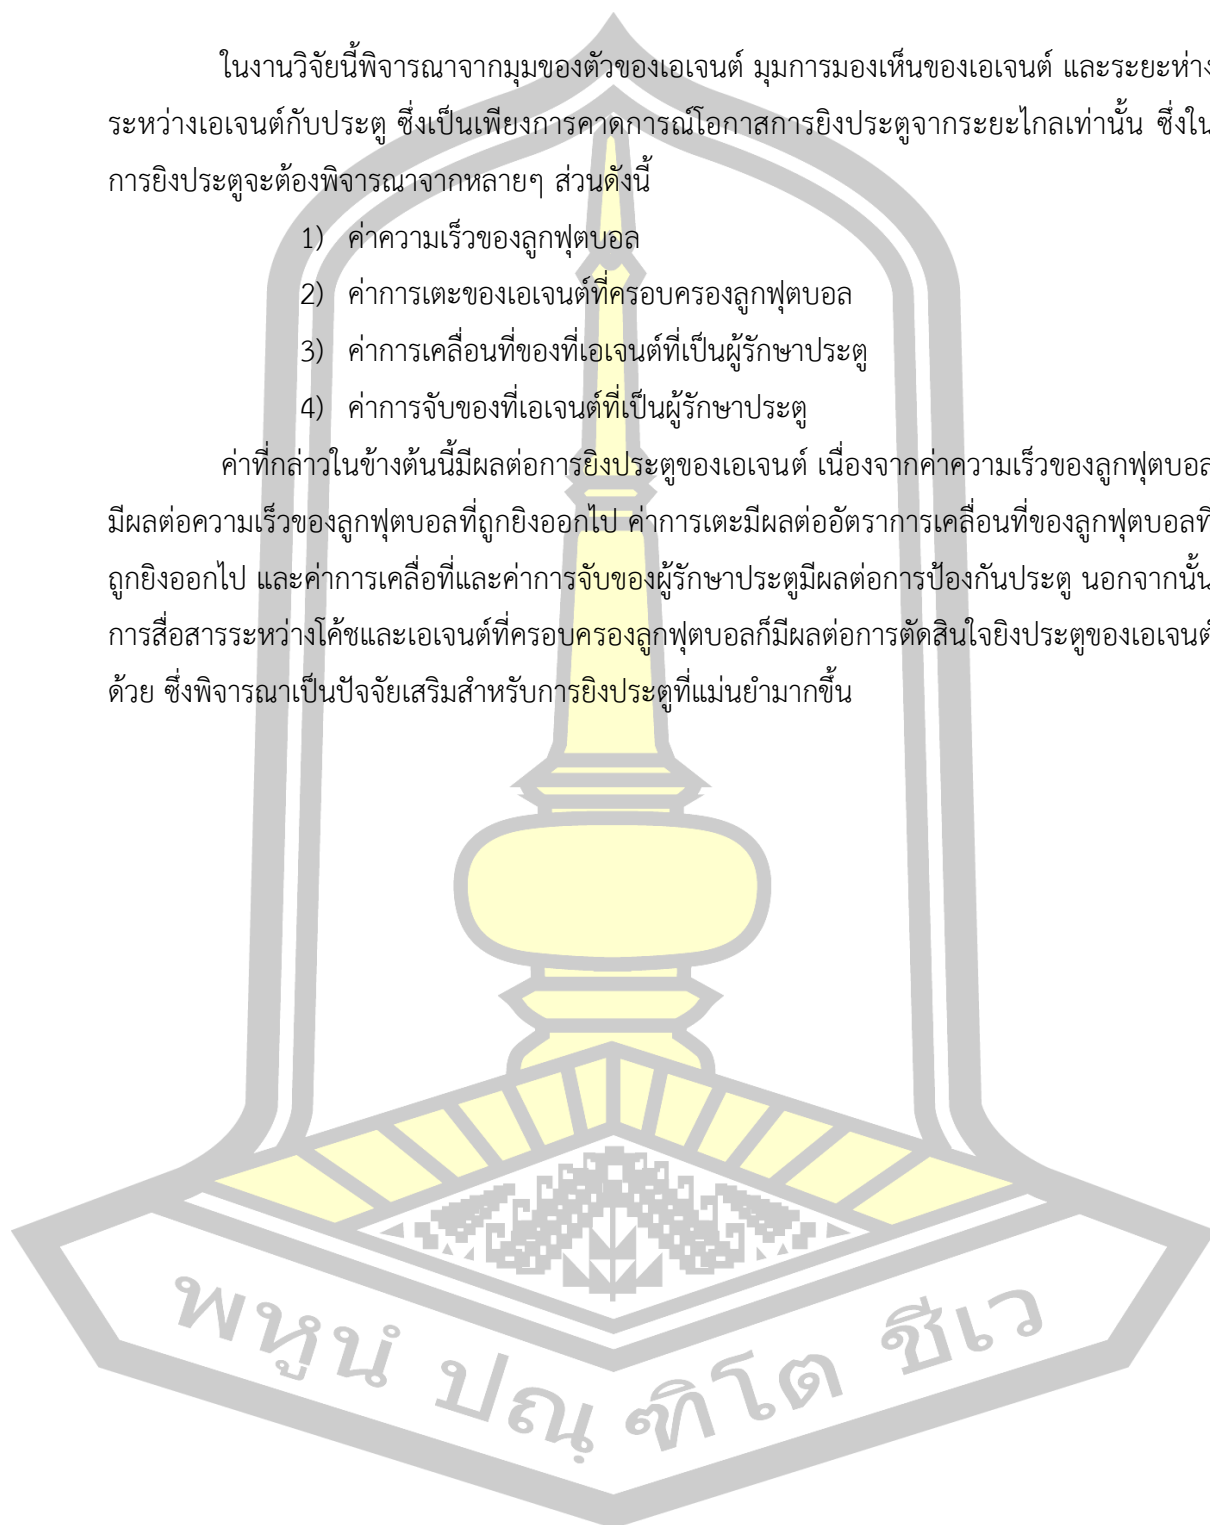 ในงานวิจัยนี้พิจารณาจากมุมของตัวของเอเจนต์ มุมการมองเห็นของเอเจนต์ และระยะห่าง
ระหว่างเอเจนต์กับประตู ซึ่งเป็นเพียงการคาดการณ์โอกาสการยิงประตูจากระยะไกลเท่านั้น ซึ่งใน
การยิงประตูจะต้องพิจารณาจากหลายๆ ส่วนดังนี้
1) ค่าความเร็วของลูกฟุตบอล
2) ค่าการเตะของเอเจนต์ที่ครอบครองลูกฟุตบอล
3) ค่าการเคลื่อนที่ของที่เอเจนต์ที่เป็นผู้รักษาประตู
4) ค่าการจับของที่เอเจนต์ที่เป็นผู้รักษาประตู
ค่าที่กล่าวในข้างต้นนี้มีผลต่อการยิงประตูของเอเจนต์ เนื่องจากค่าความเร็วของลูกฟุตบอล
มีผลต่อความเร็วของลูกฟุตบอลที่ถูกยิงออกไป ค่าการเตะมีผลต่ออัตราการเคลื่อนที่ของลูกฟุตบอลที่
ถูกยิงออกไป และค่าการเคลื่อที่และค่าการจับของผู้รักษาประตูมีผลต่อการป้องกันประตู นอกจากนั้น
การสื่อสารระหว่างโค้ชและเอเจนต์ที่ครอบครองลูกฟุตบอลก็มีผลต่อการตัดสินใจยิงประตูของเอเจนต์
ด้วย ซึ่งพิจารณาเป็นปัจจัยเสริมสำหรับการยิงประตูที่แม่นยำมากขึ้น
พหูนํ ปณฺฑิโต ชีเว